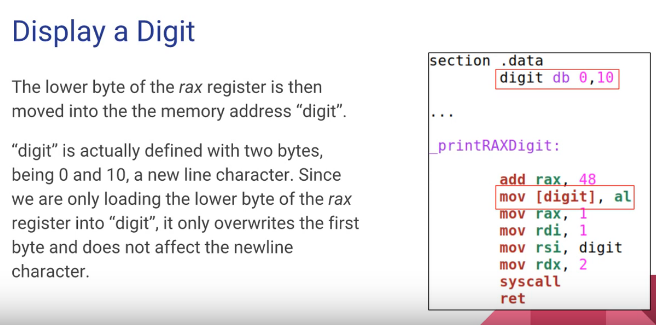 Display a Digit
The lower byte of the rax register is then
moved into the the memory address “digit”.
“digit” is actually defined with two bytes,
being 0 and 10, a new line character. Since
we are only loading the lower byte of the rax
register into “digit”, it only overwrites the first
byte and does not affect the newline
character.
section .data
digit db 0,10
...
_printRAXDigit:
add rax, 48
mov [digit], al
mov rax, 1
mov rdi, 1
mov rsi, digit
mov rdx, 2
syscall
ret